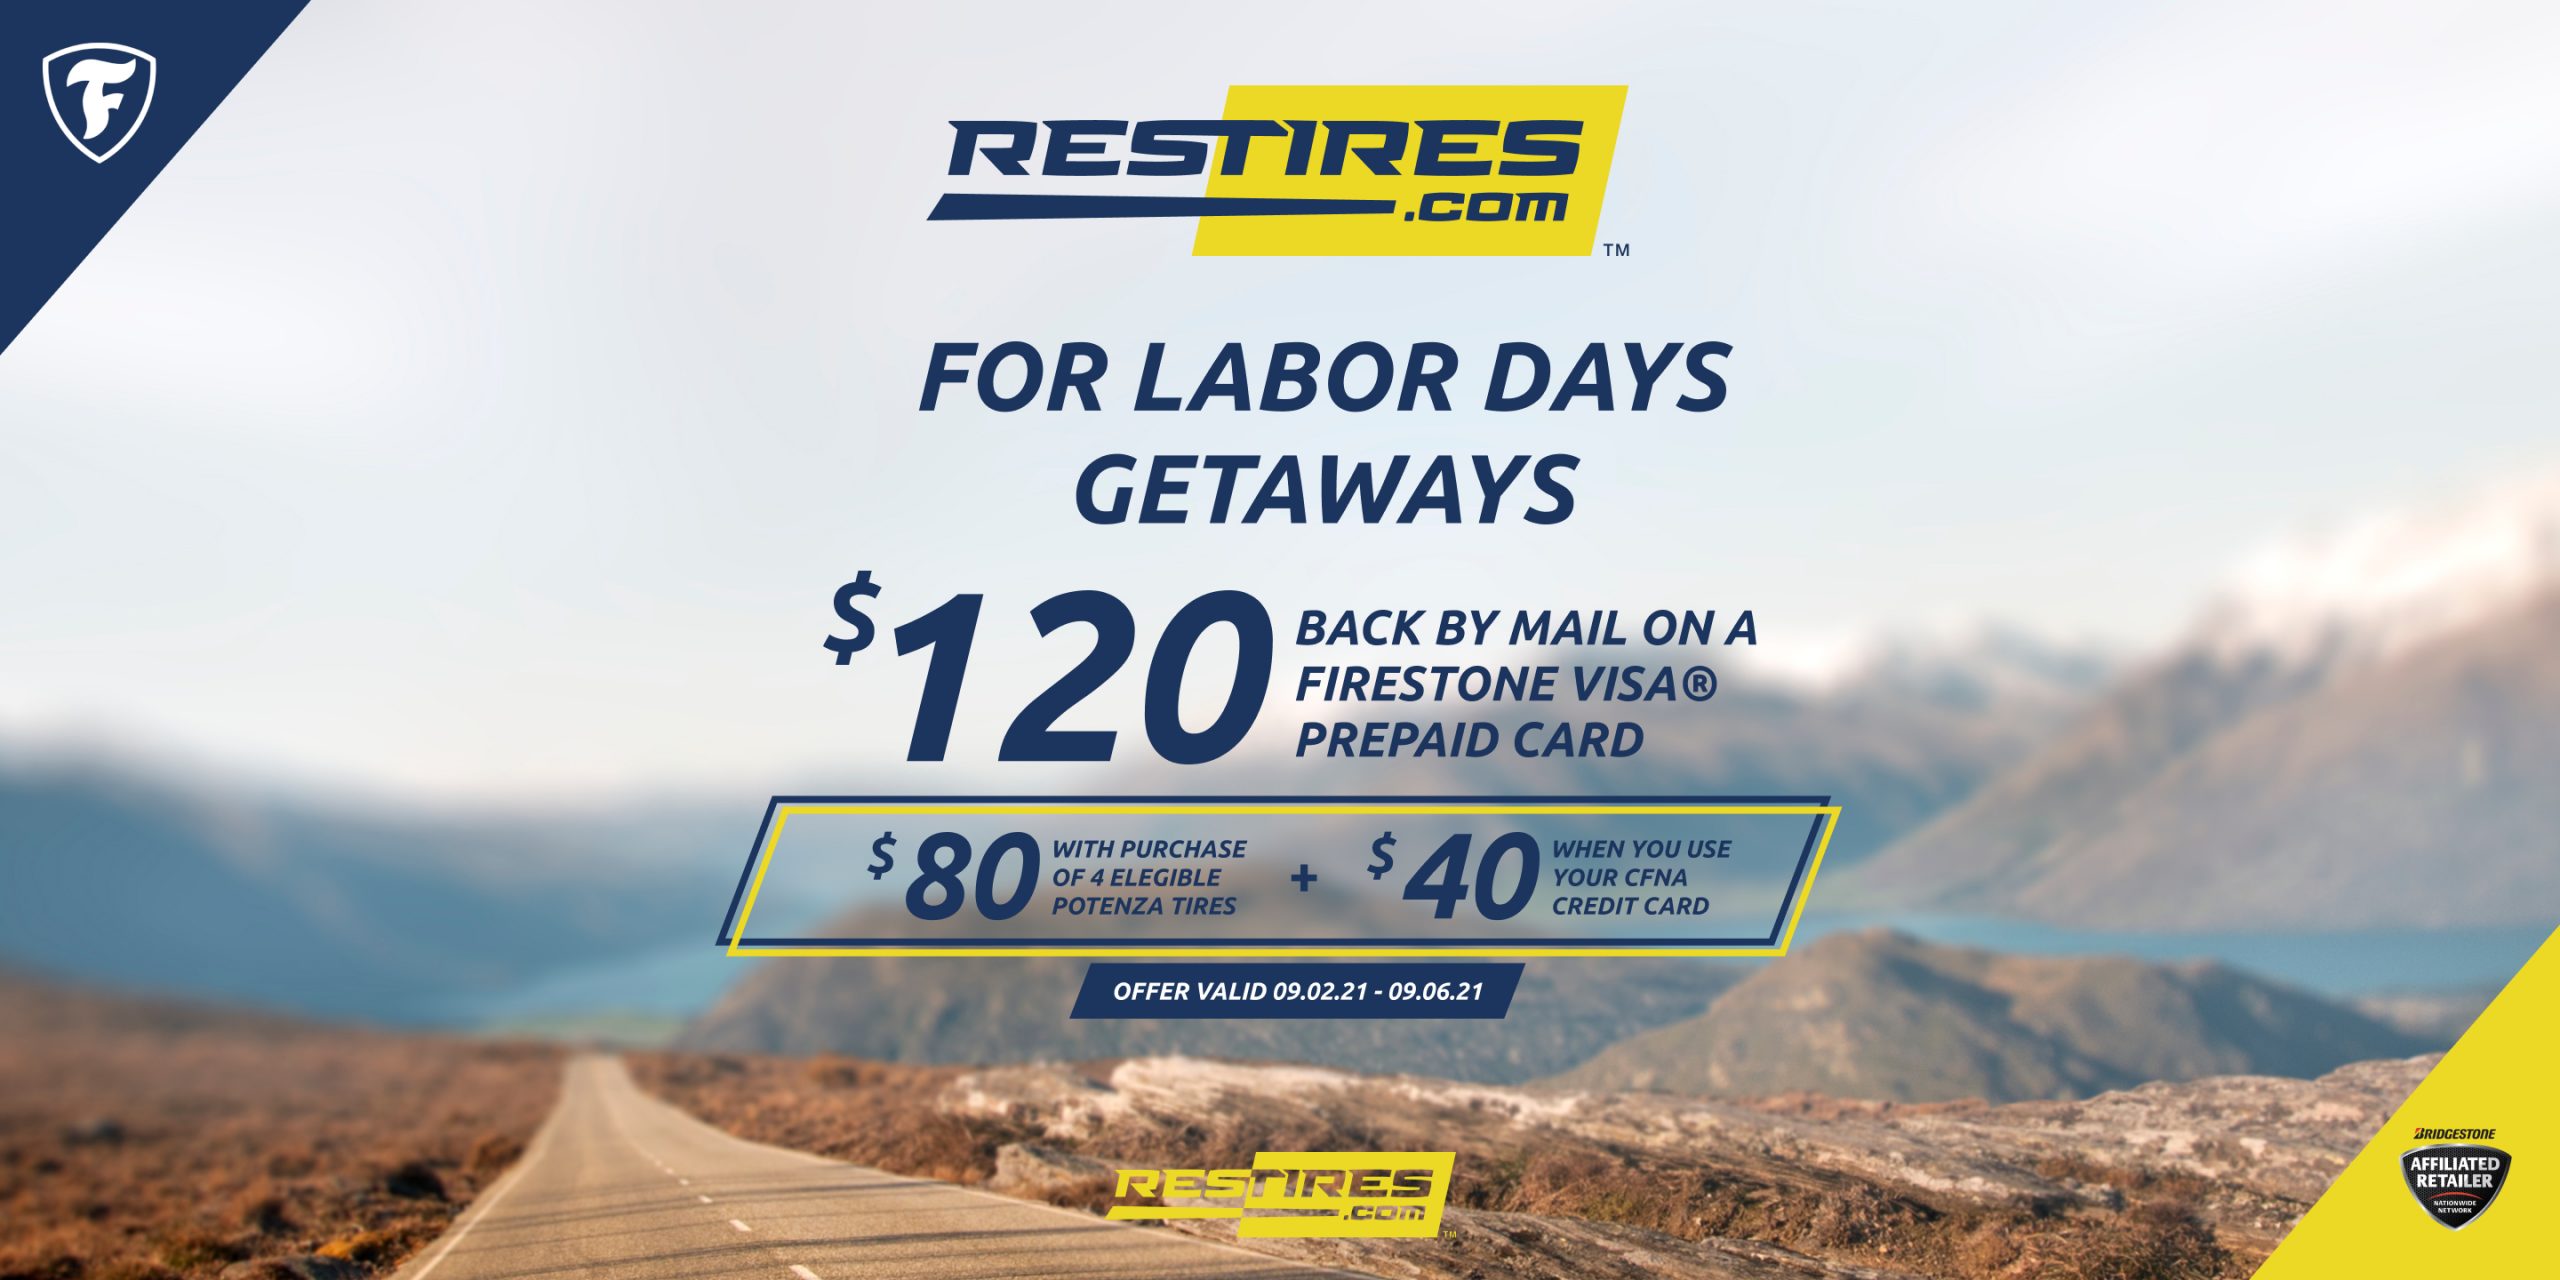 F
RESTIRES
.COM
TM
FOR LABOR DAYS
GETAWAYS
$120
BACK BY MAIL ON A
FIRESTONE VISA®
PREPAID CARD
$80
WITH PURCHASE
OF 4 ELEGIBLE
POTENZA TIRES
+
$40
WHEN YOU USE
YOUR CFNA
CREDIT CARD
OFFER VALID 09.02.21 - 09.06.21
RESTIRES
.COM
TM
BRIDGESTONE
AFFILIATED
RETAILER
NATIONWIDE
NETWORK